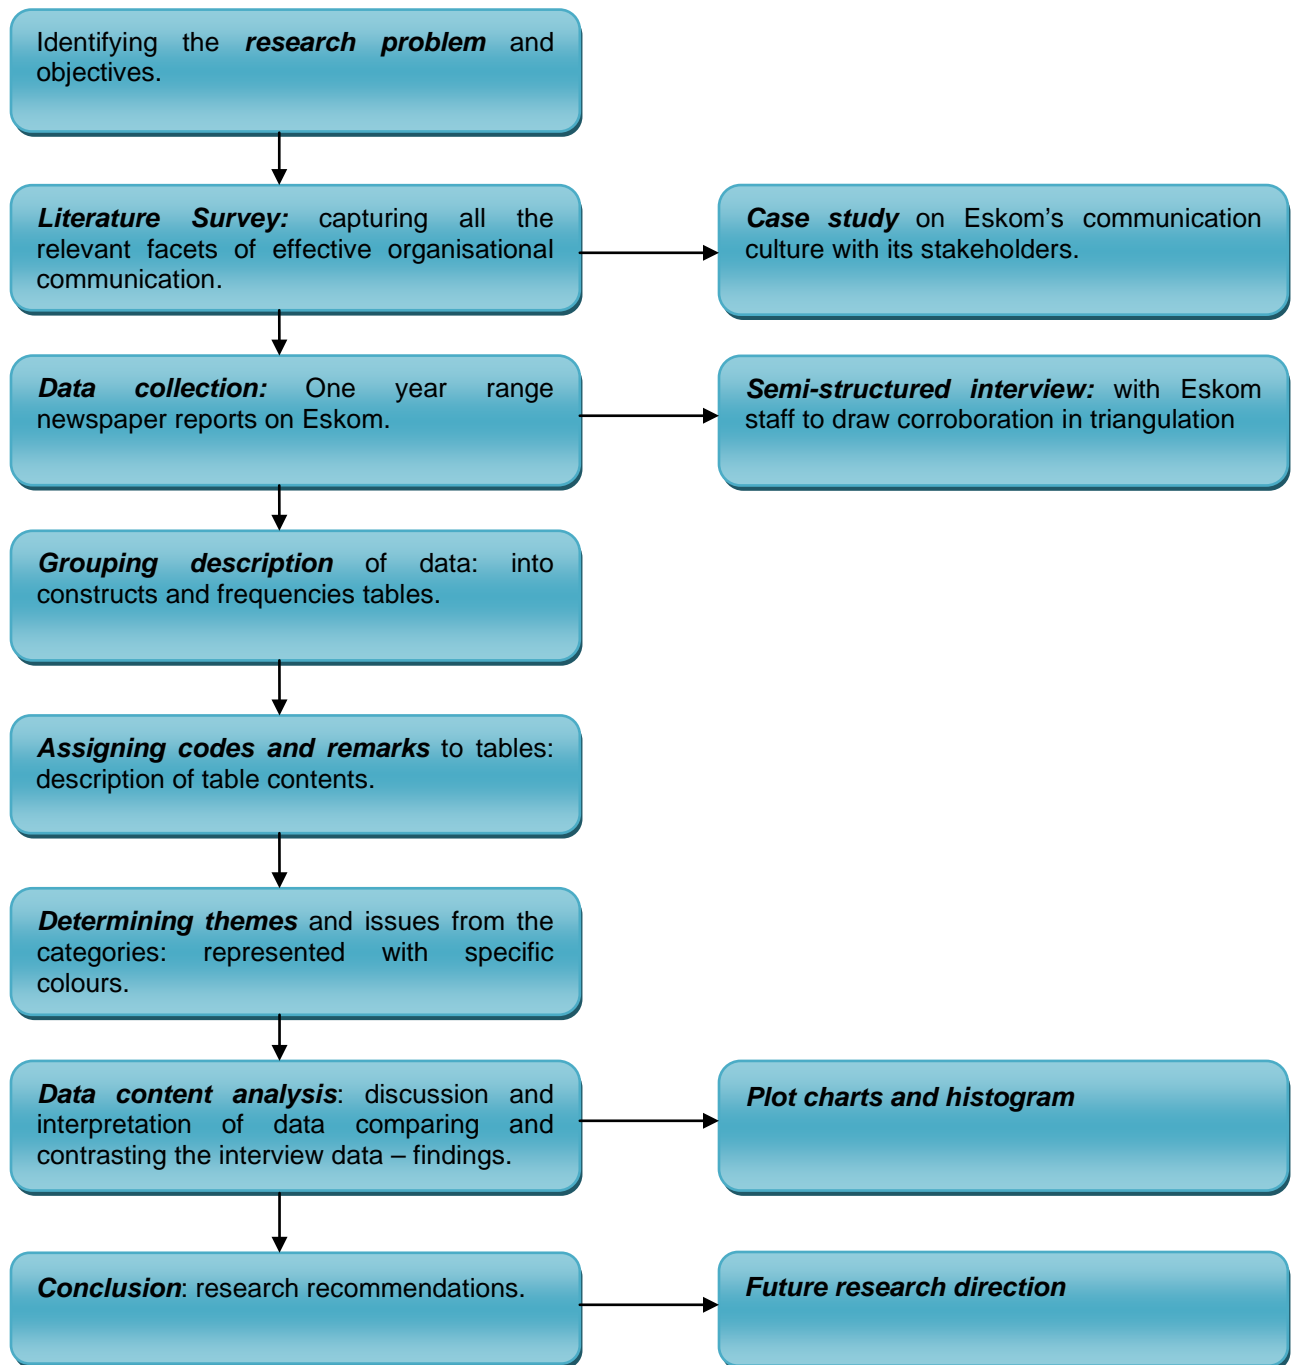 Identifying the research problem and
objectives.
Literature Survey: capturing all the
relevant facets of effective organisational
communication.
Case study on Eskom’s communication
culture with its stakeholders.
Data collection: One year range
newspaper reports on Eskom.
Semi-structured interview: with Eskom
staff to draw corroboration in triangulation
Grouping description of data: into
constructs and frequencies tables.
Assigning codes and remarks to tables:
description of table contents.
Determining themes and issues from the
categories: represented with specific
colours.
Data content analysis: discussion and
interpretation of data comparing and
contrasting the interview data – findings.
Plot charts and histogram
Conclusion: research recommendations.
Future research direction